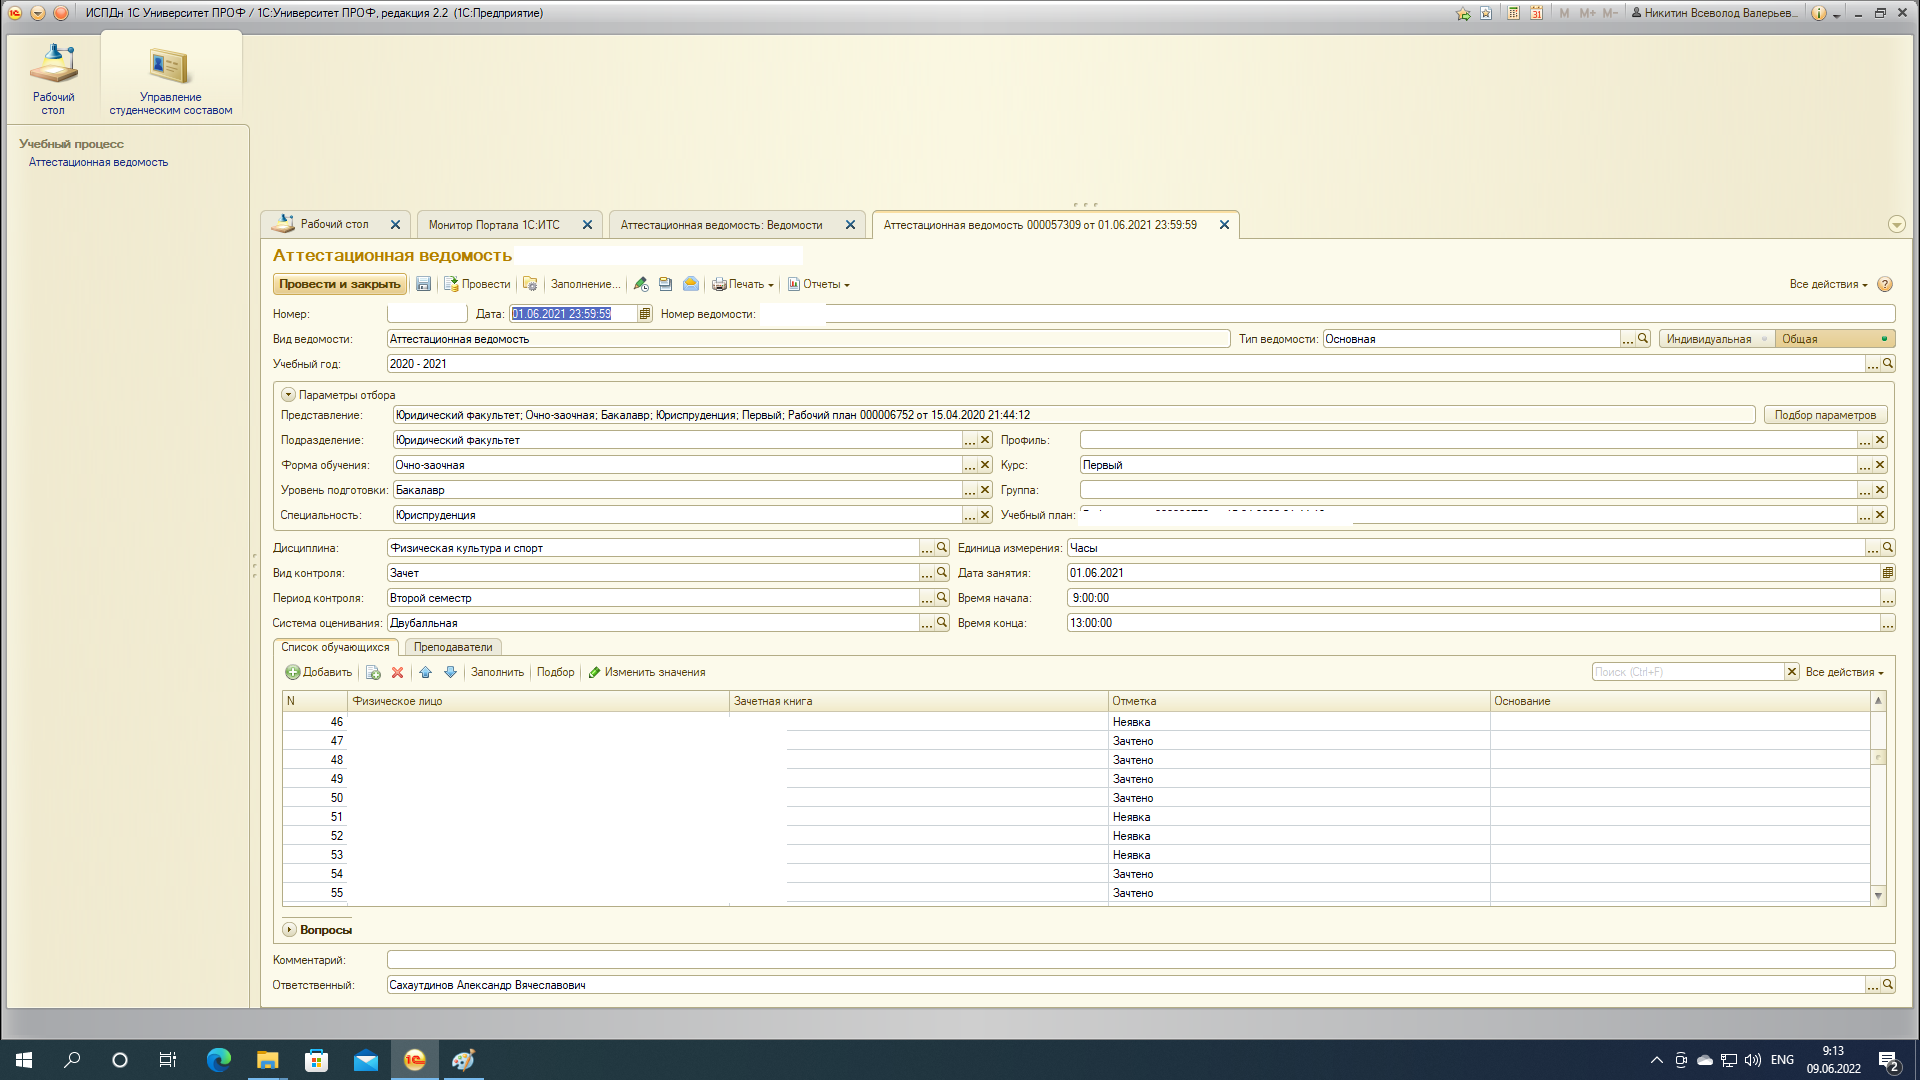 ИСПДн 1С Университет ПРОФ / 1С:Университет ПРОФ, редакция 2.2 (1С:Предприятие)
M M+ M- Никитин Всеволод Валерьев...
Рабочий стол
Управление студенческим составом
Учебный процесс
Аттестационная ведомость
Рабочий стол Монитор Портала 1С:ИТС Аттестационная ведомость: Ведомости Аттестационная ведомость 000057309 от 01.06.2021 23:59:59
Аттестационная ведомость
Провести и закрыть Провести Заполнение... Печать Отчеты Все действия
Номер: Дата: 01.06.2021 23:59:59 Номер ведомости:
Вид ведомости: Аттестационная ведомость Тип ведомости: Основная Индивидуальная Общая
Учебный год: 2020 - 2021
Параметры отбора
Представление: Юридический факультет; Очно-заочная; Бакалавр; Юриспруденция; Первый; Рабочий план 000006752 от 15.04.2020 21:44:12 Подбор параметров
Подразделение: Юридический факультет Профиль:
Форма обучения: Очно-заочная Курс: Первый
Уровень подготовки: Бакалавр Группа:
Специальность: Юриспруденция Учебный план:
Дисциплина: Физическая культура и спорт Единица измерения: Часы
Вид контроля: Зачет Дата занятия: 01.06.2021
Период контроля: Второй семестр Время начала: 9:00:00
Система оценивания: Двубалльная Время конца: 13:00:00
Список обучающихся Преподаватели
Добавить Заполнить Подбор Изменить значения Поиск (Ctrl+F) Все действия
N Физическое лицо Зачетная книга Отметка Основание
46 Неявка
47 Зачтено
48 Зачтено
49 Зачтено
50 Зачтено
51 Неявка
52 Неявка
53 Неявка
54 Зачтено
55 Зачтено
Вопросы
Комментарий:
Ответственный: Сахаутдинов Александр Вячеславович
ENG 9:13
09.06.2022 2